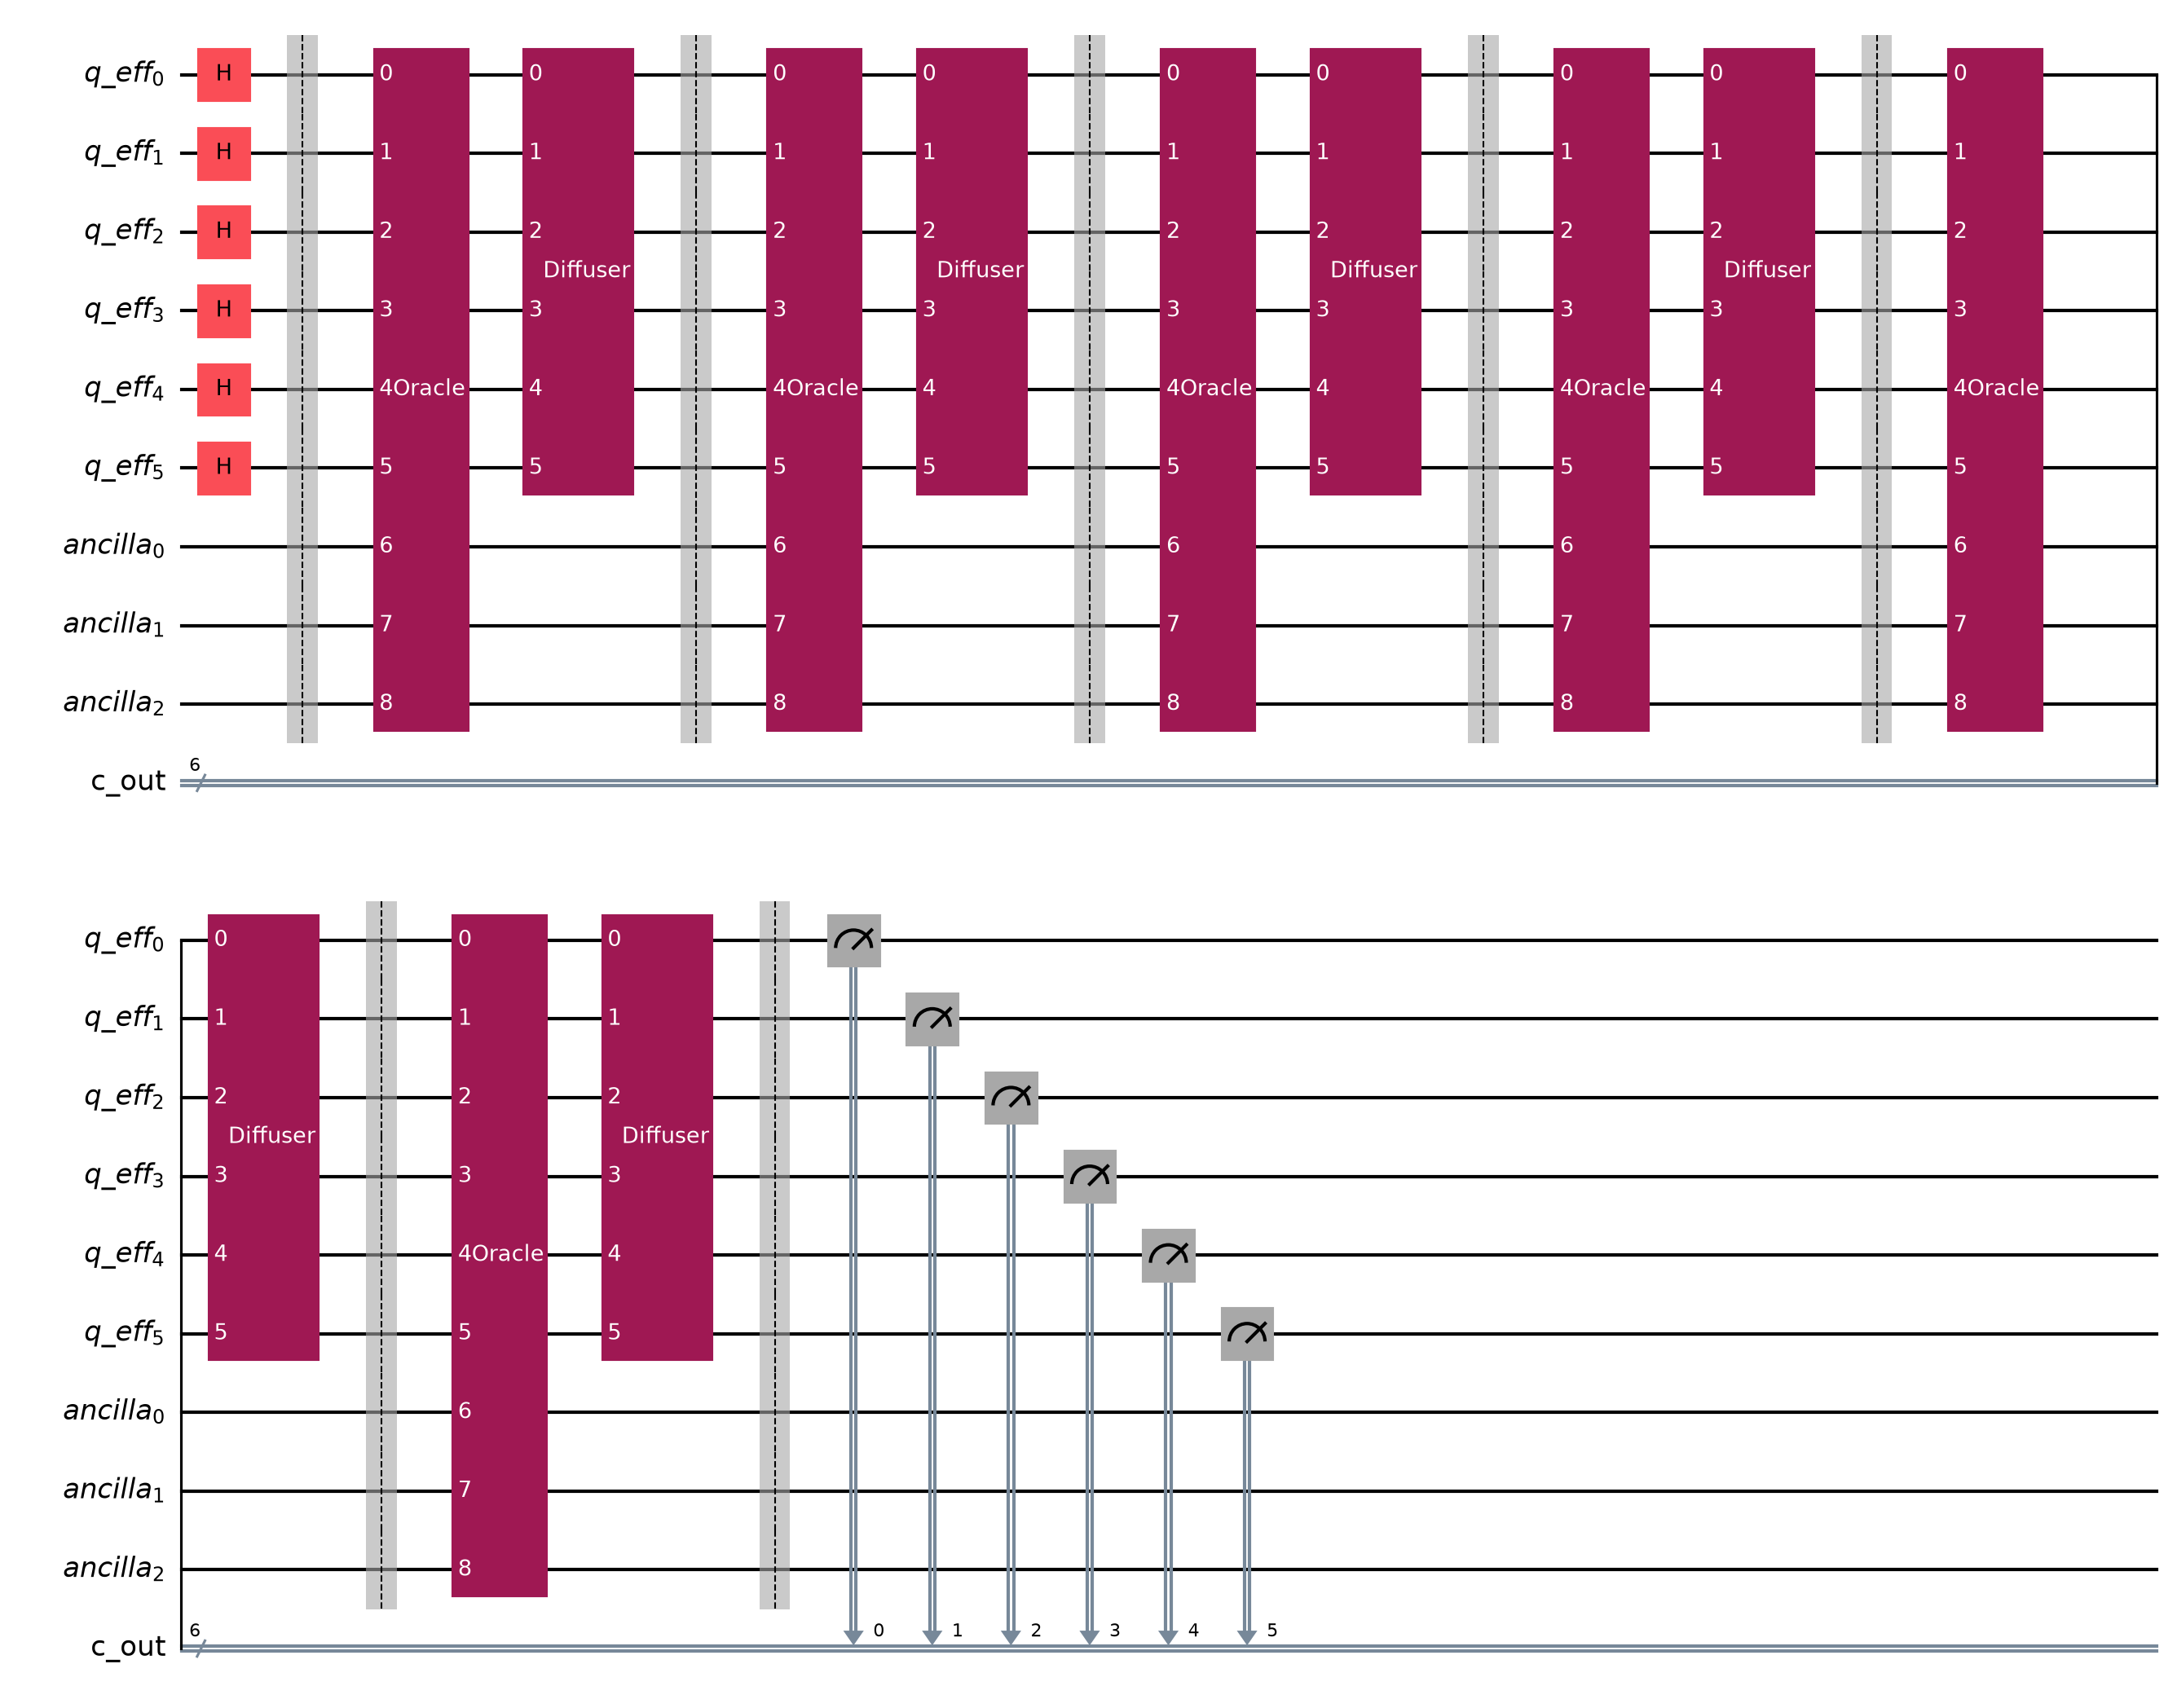 q_eff0 H 0 0 0 0 0 0 0 0 0
q_eff1 H 1 1 1 1 1 1 1 1 1
q_eff2 H 2 2 2 2 2 2 2 2 2
Diffuser Diffuser Diffuser Diffuser
q_eff3 H 3 3 3 3 3 3 3 3 3
q_eff4 H 4Oracle 4 4Oracle 4 4Oracle 4 4Oracle 4 4Oracle
q_eff5 H 5 5 5 5 5 5 5 5 5
ancilla0 6 6 6 6 6
ancilla1 7 7 7 7 7
ancilla2 8 8 8 8 8
c_out 6
q_eff0 0 0 0
q_eff1 1 1 1
q_eff2 2 2 2
Diffuser Diffuser
q_eff3 3 3 3
q_eff4 4 4Oracle 4
q_eff5 5 5 5
ancilla0 6
ancilla1 7
ancilla2 8
c_out 6 0 1 2 3 4 5